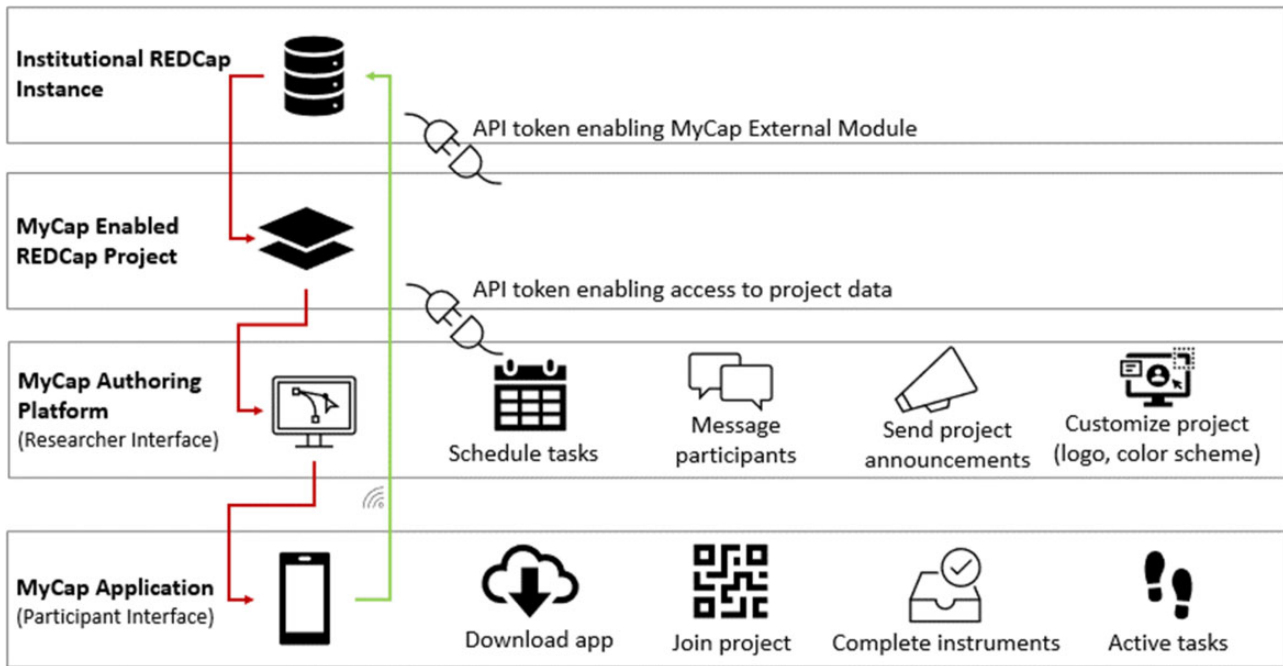 Institutional REDCap
Instance
API token enabling MyCap External Module
MyCap Enabled
REDCap Project
API token enabling access to project data
MyCap Authoring
Platform
(Researcher Interface)
Schedule tasks
Message
participants
Send project
announcements
Customize project
(logo, color scheme)
MyCap Application
(Participant Interface)
Download app
Join project
Complete instruments
Active tasks